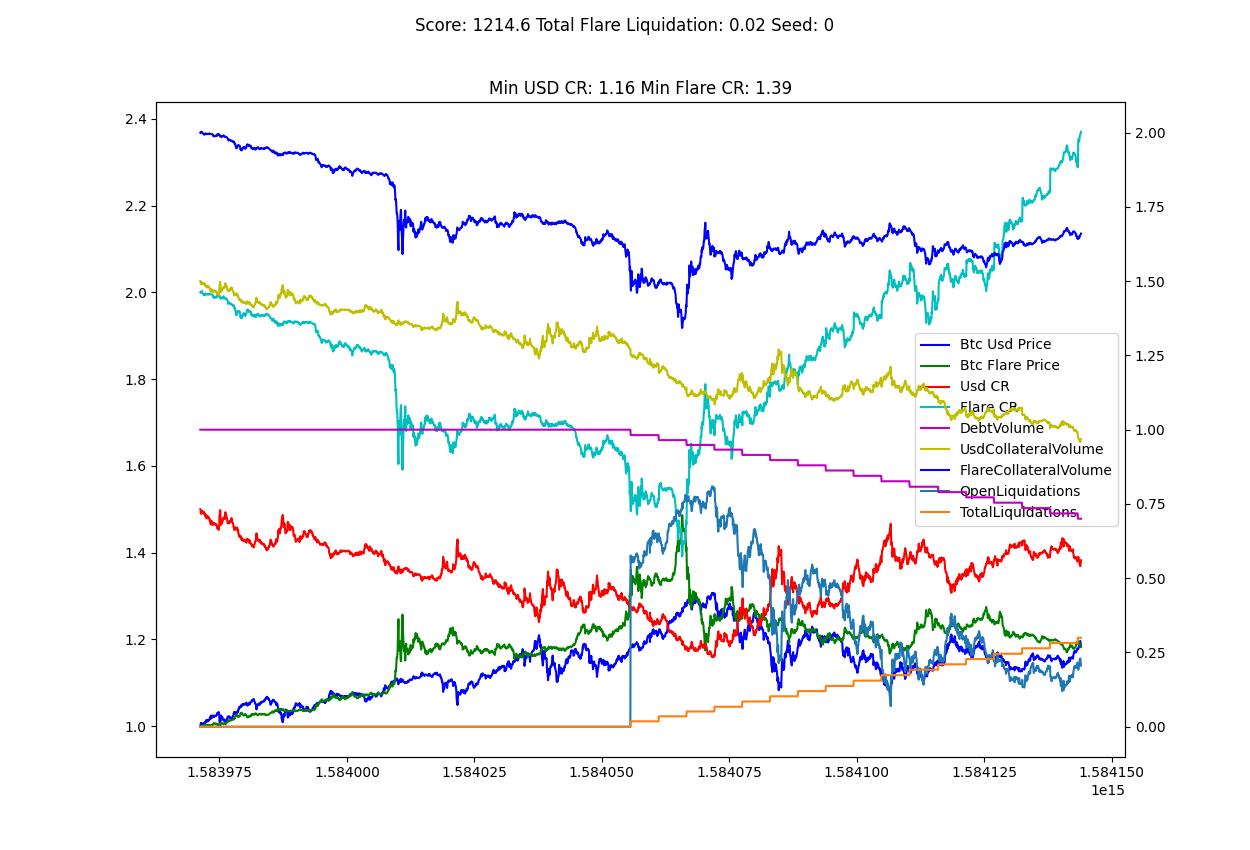 Score: 1214.6 Total Flare Liquidation: 0.02 Seed: 0
Min USD CR: 1.16 Min Flare CR: 1.39
2.4
2.2
2.0
1.8
1.6
1.4
1.2
1.0
2.00
1.75
1.50
1.25
1.00
0.75
0.50
0.25
0.00
Btc Usd Price
Btc Flare Price
Usd CR
Flare CR
DebtVolume
UsdCollateralVolume
FlareCollateralVolume
OpenLiquidations
TotalLiquidations
1.583975 1.584000 1.584025 1.584050 1.584075 1.584100 1.584125 1.584150
1e15